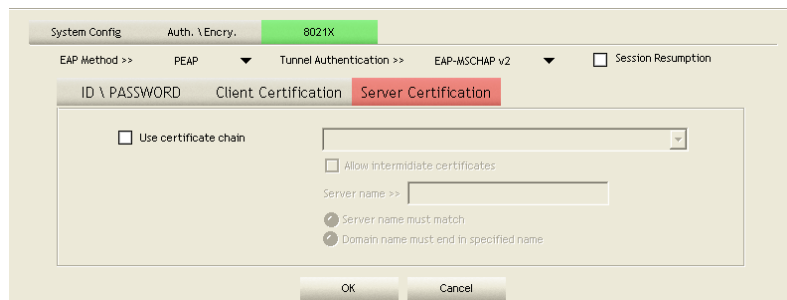 System Config Auth. \ Encry. 8021X
EAP Method >> PEAP Tunnel Authentication >> EAP-MSCHAP v2 Session Resumption
ID \ PASSWORD Client Certification Server Certification
Use certificate chain
Allow intermidiate certificates
Server name >>
Server name must match
Domain name must end in specified name
OK Cancel